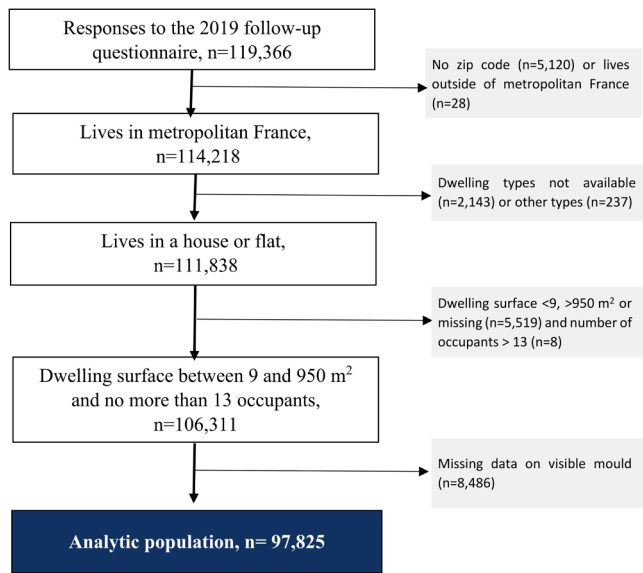 Responses to the 2019 follow-up
questionnaire, n=119,366
No zip code (n=5,120) or lives
outside of metropolitan France
(n=28)
Lives in metropolitan France,
n=114,218
Dwelling types not available
(n=2,143) or other types (n=237)
Lives in a house or flat,
n=111,838
Dwelling surface <9, >950 m² or
missing (n=5,519) and number of
occupants > 13 (n=8)
Dwelling surface between 9 and 950 m²
and no more than 13 occupants,
n=106,311
Missing data on visible mould
(n=8,486)
Analytic population, n= 97,825